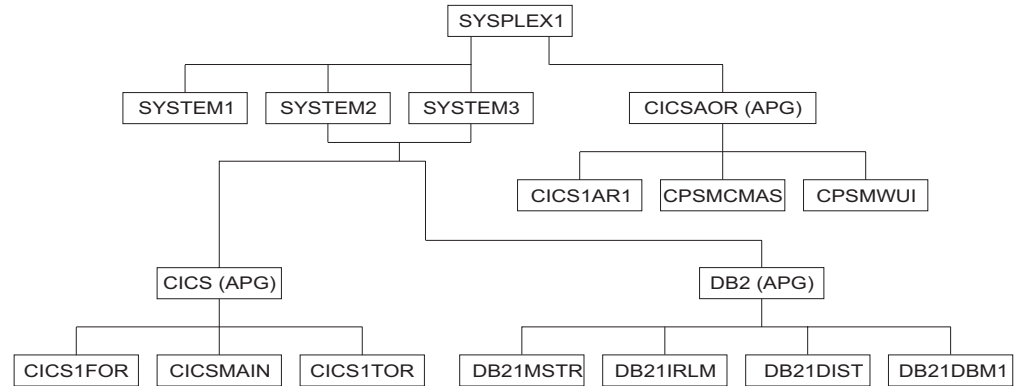 SYSPLEX1
SYSTEM1
SYSTEM2
SYSTEM3
CICSAOR (APG)
CICS1AR1
CPSMCMAS
CPSMWUI
CICS (APG)
DB2 (APG)
CICS1FOR
CICSMAIN
CICS1TOR
DB21MSTR
DB21IRLM
DB21DIST
DB21DBM1